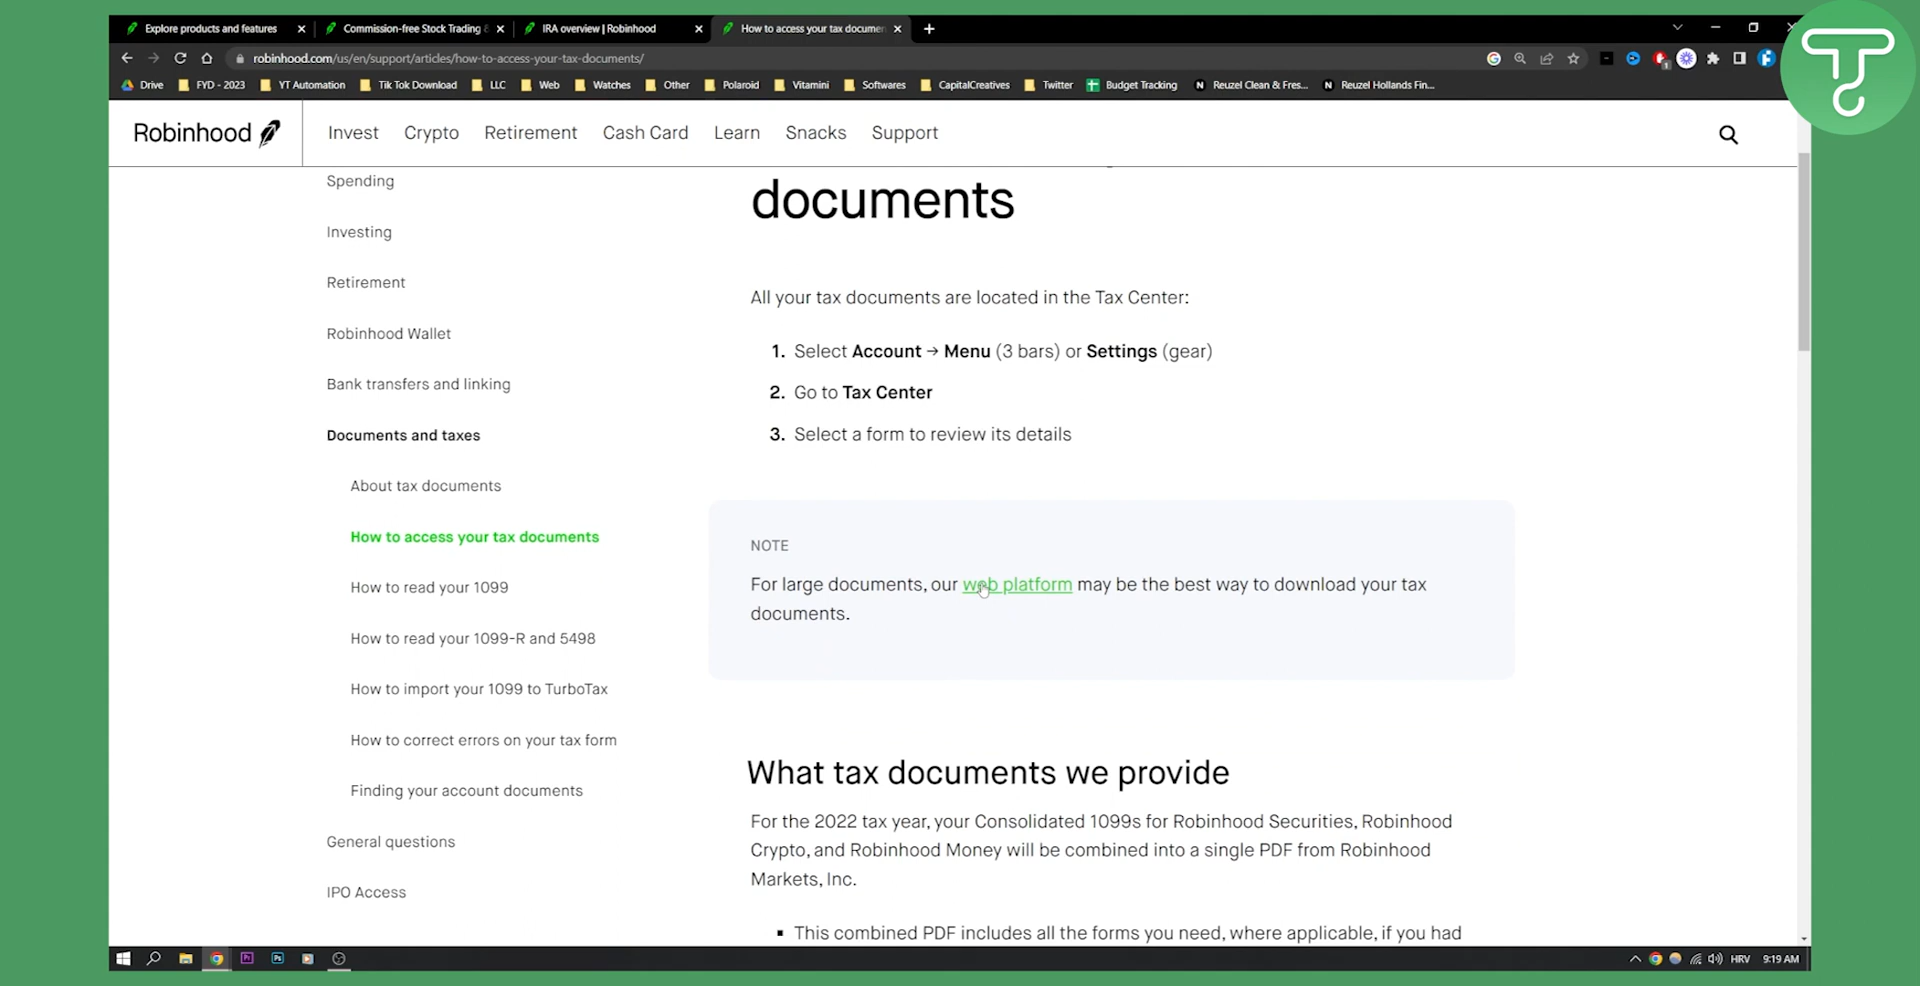 Explore products and features
Commission-free Stock Trading &
IRA overview | Robinhood
How to access your tax documen
robinhood.com/us/en/support/articles/how-to-access-your-tax-documents/
Drive
FYD - 2023
YT Automation
Tik Tok Download
LLC
Web
Watches
Other
Polaroid
Vitamini
Softwares
CapitalCreatives
Twitter
Budget Tracking
Reuzel Clean & Fres...
Reuzel Hollands Fin...
Robinhood
Invest
Crypto
Retirement
Cash Card
Learn
Snacks
Support
Spending
Investing
Retirement
Robinhood Wallet
Bank transfers and linking
Documents and taxes
About tax documents
How to access your tax documents
How to read your 1099
How to read your 1099-R and 5498
How to import your 1099 to TurboTax
How to correct errors on your tax form
Finding your account documents
General questions
IPO Access
documents
All your tax documents are located in the Tax Center:
1. Select Account → Menu (3 bars) or Settings (gear)
2. Go to Tax Center
3. Select a form to review its details
NOTE
For large documents, our web platform may be the best way to download your tax
documents.
What tax documents we provide
For the 2022 tax year, your Consolidated 1099s for Robinhood Securities, Robinhood
Crypto, and Robinhood Money will be combined into a single PDF from Robinhood
Markets, Inc.
▪ This combined PDF includes all the forms you need, where applicable, if you had
Pr
Ps
HRV
9:19 AM